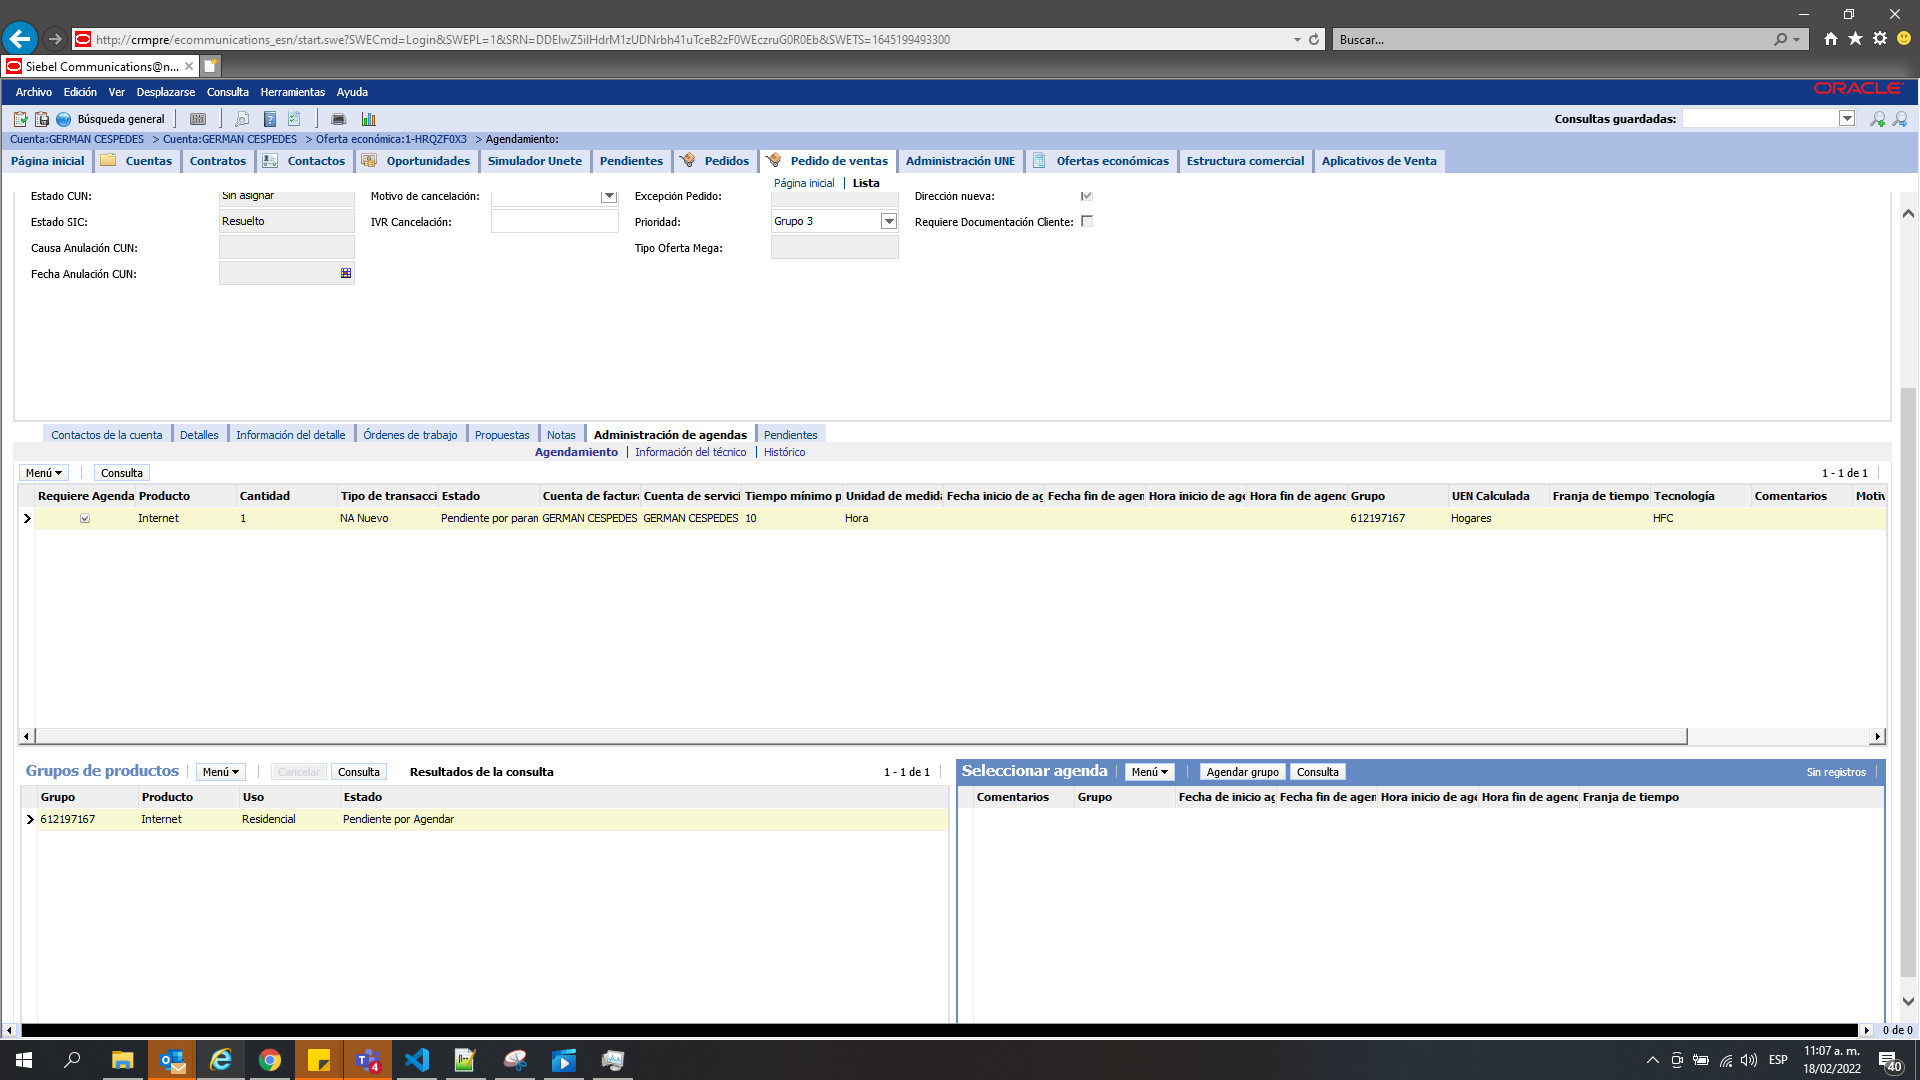 http://crmpre/ecommunications_esn/start.swe?SWECmd=Login&SWEPL=1&SRN=DDElwZ5ilHdrM1zUDNrbh41uTceB2zF0WEczruG0R0Eb&SWETS=1645199493300
Buscar...
Siebel Communications@n...
Archivo Edición Ver Desplazarse Consulta Herramientas Ayuda
ORACLE
Búsqueda general
Consultas guardadas:
Cuenta:GERMAN CESPEDES > Cuenta:GERMAN CESPEDES > Oferta económica:1-HRQZF0X3 > Agendamiento:
Página inicial Cuentas Contratos Contactos Oportunidades Simulador Unete Pendientes Pedidos Pedido de ventas Administración UNE Ofertas económicas Estructura comercial Aplicativos de Venta
Página inicial Lista
Estado CUN: Sin asignar Motivo de cancelación: Excepción Pedido: Dirección nueva:
Estado SIC: Resuelto IVR Cancelación: Prioridad: Grupo 3 Requiere Documentación Cliente:
Causa Anulación CUN: Tipo Oferta Mega:
Fecha Anulación CUN:
Contactos de la cuenta Detalles Información del detalle Órdenes de trabajo Propuestas Notas Administración de agendas Pendientes
Agendamiento Información del técnico Histórico
Menú Consulta 1 - 1 de 1
Requiere Agenda Producto Cantidad Tipo de transacci Estado Cuenta de factura Cuenta de servici Tiempo mínimo p Unidad de medida Fecha inicio de ag Fecha fin de agen Hora inicio de age Hora fin de agenc Grupo UEN Calculada Franja de tiempo Tecnología Comentarios Motiv
Internet 1 NA Nuevo Pendiente por paran GERMAN CESPEDES GERMAN CESPEDES 10 Hora 612197167 Hogares HFC
Grupos de productos Menú Cancelar Consulta Resultados de la consulta 1 - 1 de 1
Grupo Producto Uso Estado
612197167 Internet Residencial Pendiente por Agendar
Seleccionar agenda Menú Agendar grupo Consulta Sin registros
Comentarios Grupo Fecha de inicio ag Fecha fin de agen Hora inicio de age Hora fin de agenc Franja de tiempo
0 de 0
4
ESP
11:07 a. m.
18/02/2022
40